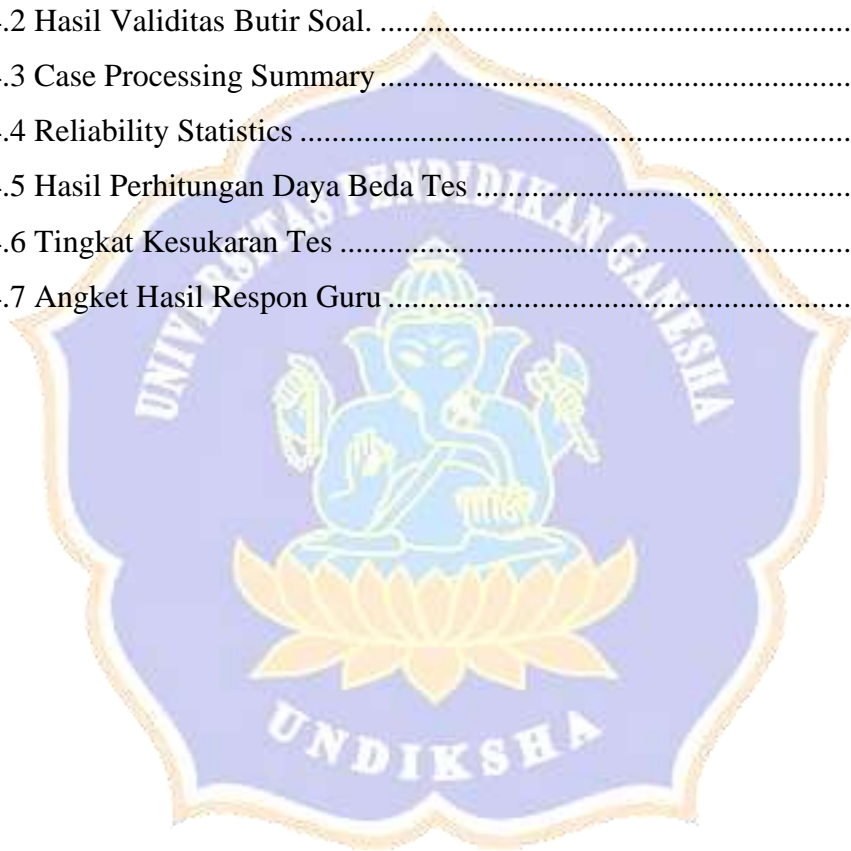 .2 Hasil Validitas Butir Soal. ..........................................................
.3 Case Processing Summary ..........................................................
.4 Reliability Statistics ....................................................................
.5 Hasil Perhitungan Daya Beda Tes ..............................................
.6 Tingkat Kesukaran Tes ...............................................................
.7 Angket Hasil Respon Guru .........................................................
UNIVERSITAS PENDIDIKAN GANESHA
UNDIKSHA